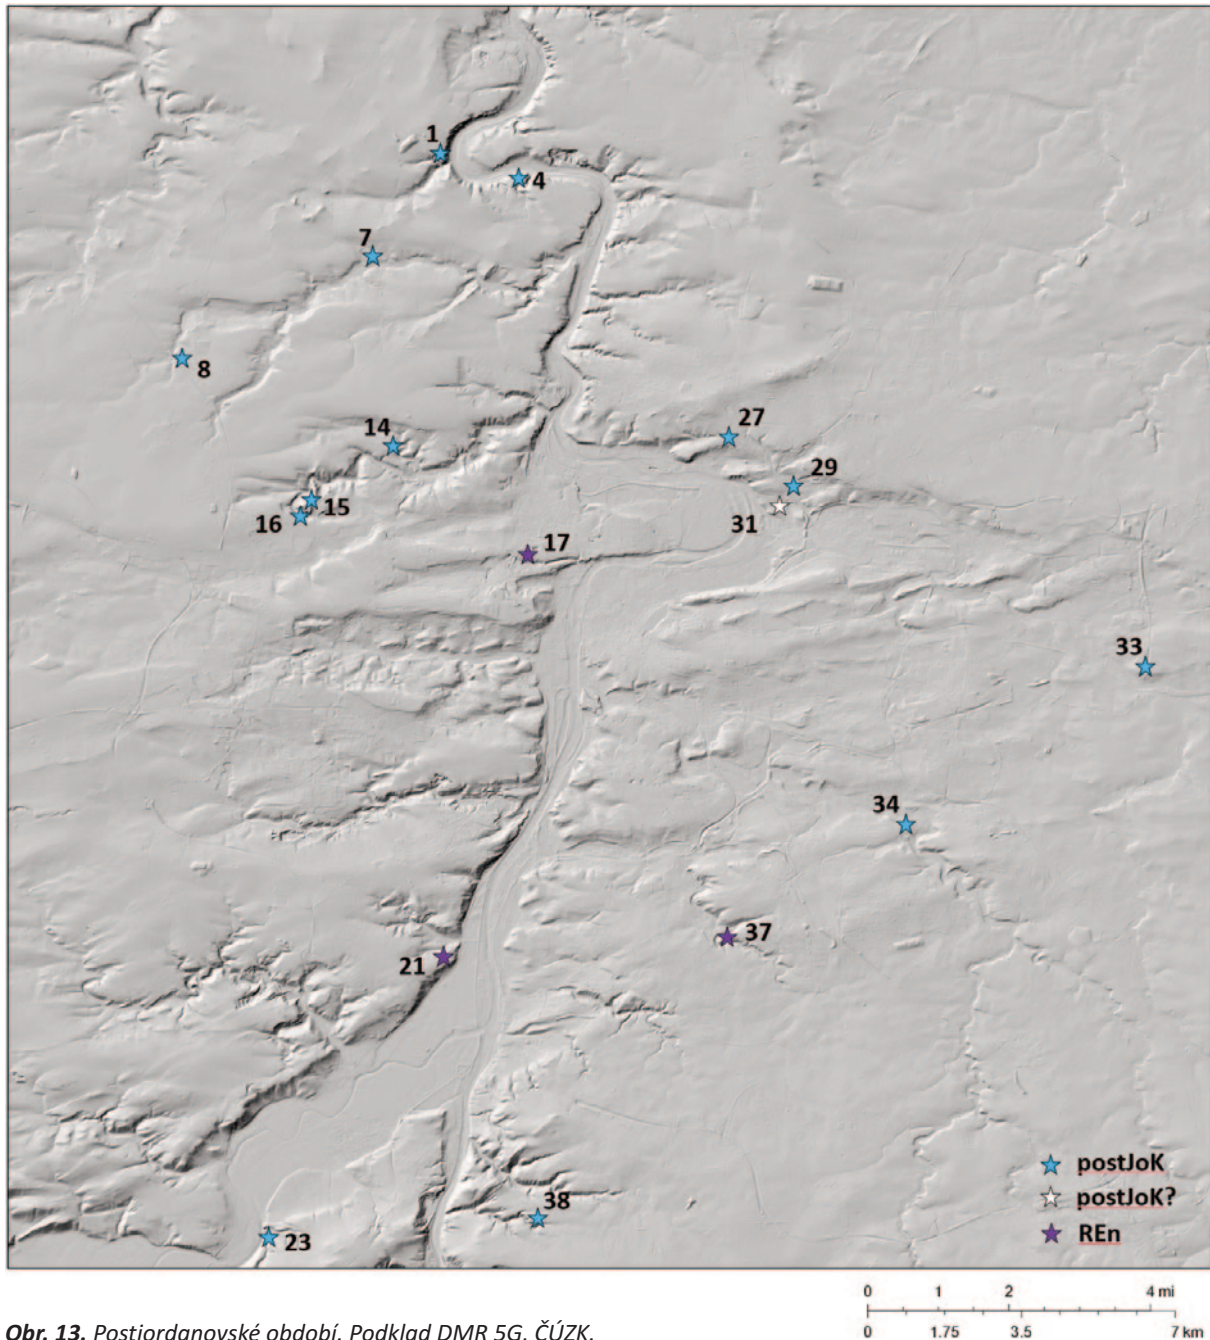 1
4
7
8
14
27
29
15
16
31
17
33
34
37
21
38
23
postJoK
postJoK?
REn
0 1 2 4 mi
0 1.75 3.5 7 km
Obr. 13. Postjordanovské období. Podklad DMR 5G, ČÚZK.